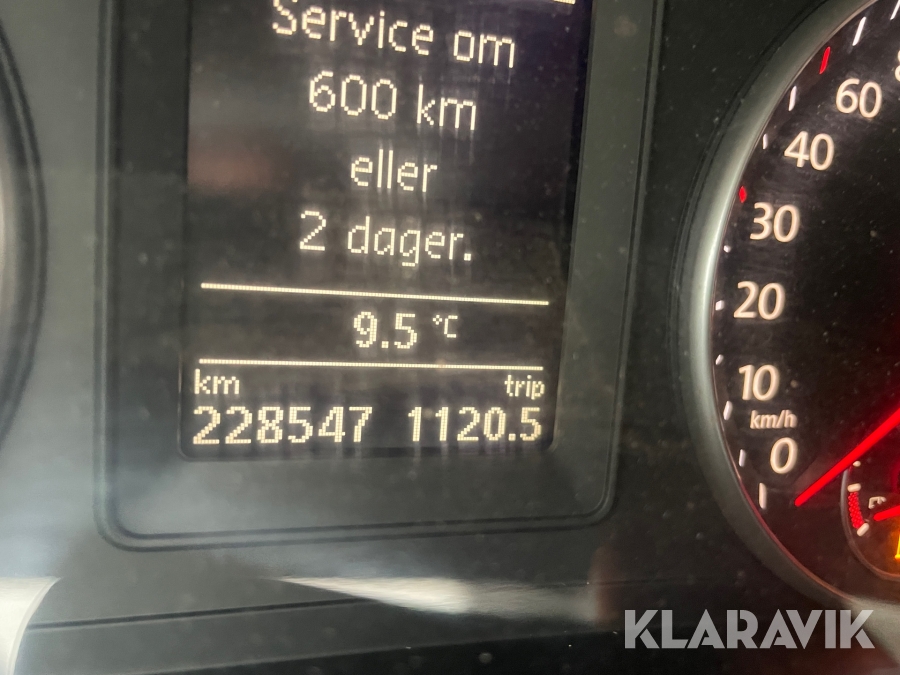 Service om
600 km
eller
2 dager.
9.5 °C
km trip
228547 1120.5
60
40
30
20
10
km/h
0
KLARAVIK